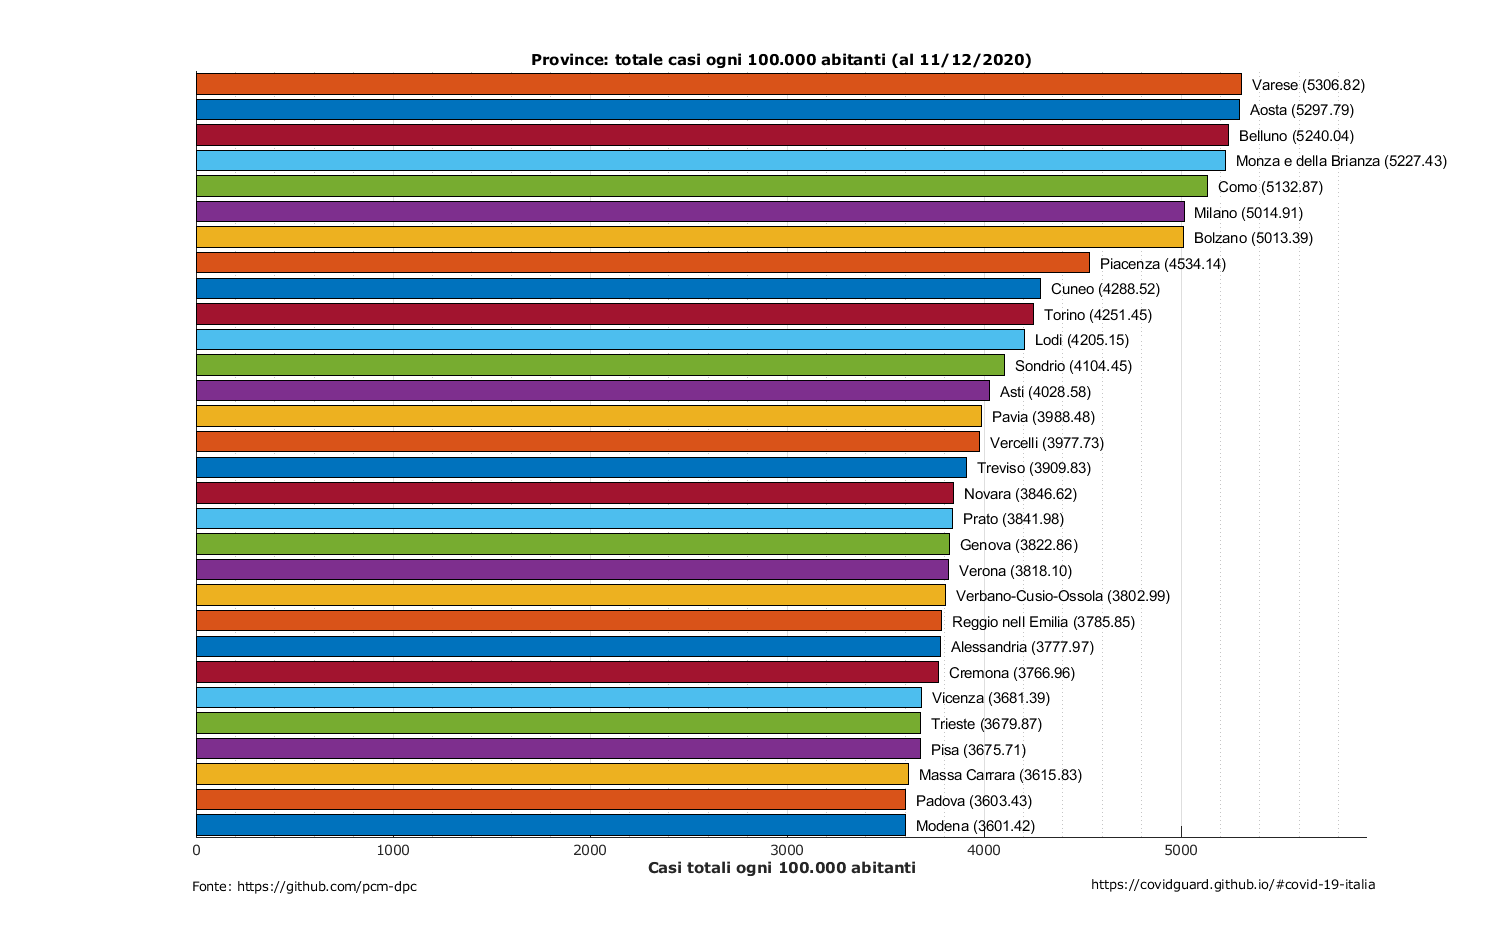 Province: totale casi ogni 100.000 abitanti (al 11/12/2020)
Varese (5306.82)
Aosta (5297.79)
Belluno (5240.04)
Monza e della Brianza (5227.43)
Como (5132.87)
Milano (5014.91)
Bolzano (5013.39)
Piacenza (4534.14)
Cuneo (4288.52)
Torino (4251.45)
Lodi (4205.15)
Sondrio (4104.45)
Asti (4028.58)
Pavia (3988.48)
Vercelli (3977.73)
Treviso (3909.83)
Novara (3846.62)
Prato (3841.98)
Genova (3822.86)
Verona (3818.10)
Verbano-Cusio-Ossola (3802.99)
Reggio nell Emilia (3785.85)
Alessandria (3777.97)
Cremona (3766.96)
Vicenza (3681.39)
Trieste (3679.87)
Pisa (3675.71)
Massa Carrara (3615.83)
Padova (3603.43)
Modena (3601.42)
0 1000 2000 3000 4000 5000
Casi totali ogni 100.000 abitanti
Fonte: https://github.com/pcm-dpc
https://covidguard.github.io/#covid-19-italia